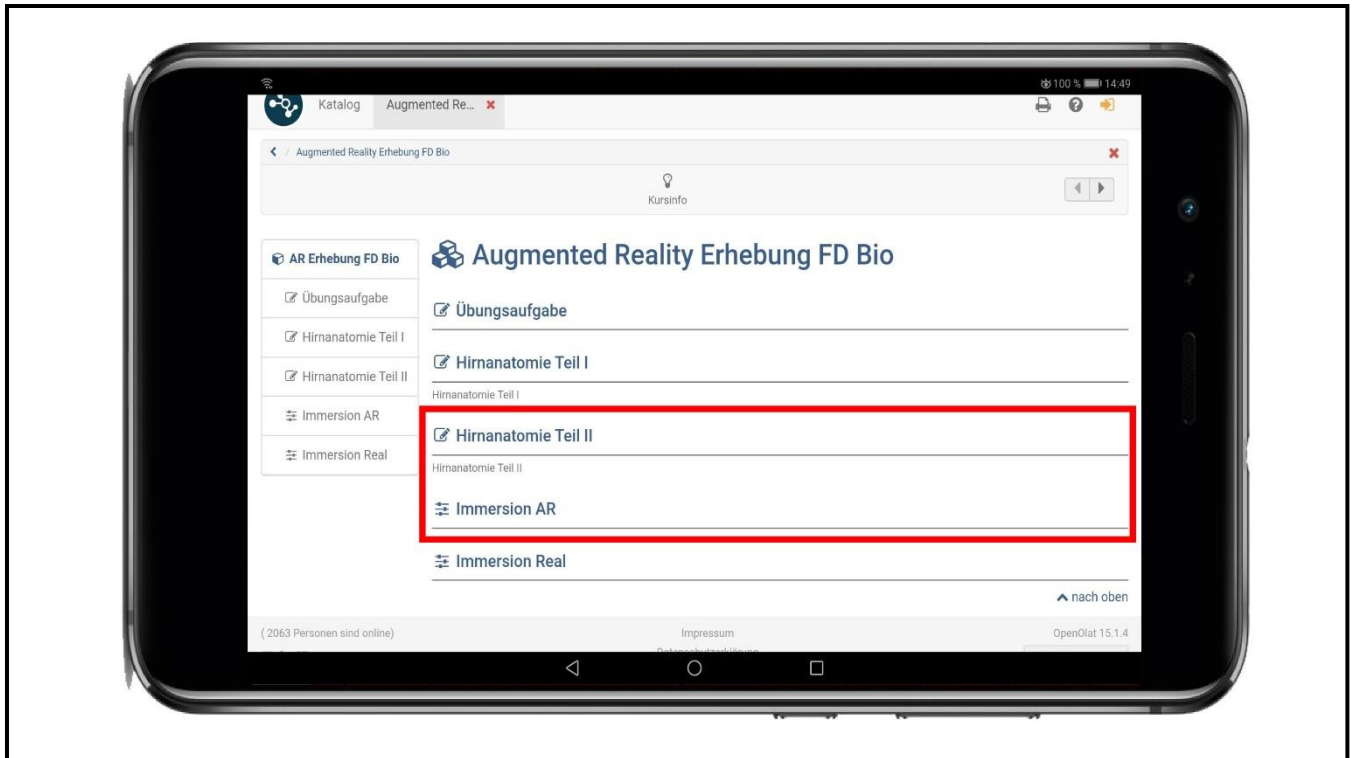 100 % 14:49
Katalog Augmented Re...
/ Augmented Reality Erhebung FD Bio
Kursinfo
AR Erhebung FD Bio
Übungsaufgabe
Hirnanatomie Teil I
Hirnanatomie Teil II
Immersion AR
Immersion Real
Augmented Reality Erhebung FD Bio
Übungsaufgabe
Hirnanatomie Teil I
Hirnanatomie Teil I
Hirnanatomie Teil II
Hirnanatomie Teil II
Immersion AR
Immersion Real
nach oben
( 2063 Personen sind online)
Impressum
OpenOlat 15.1.4